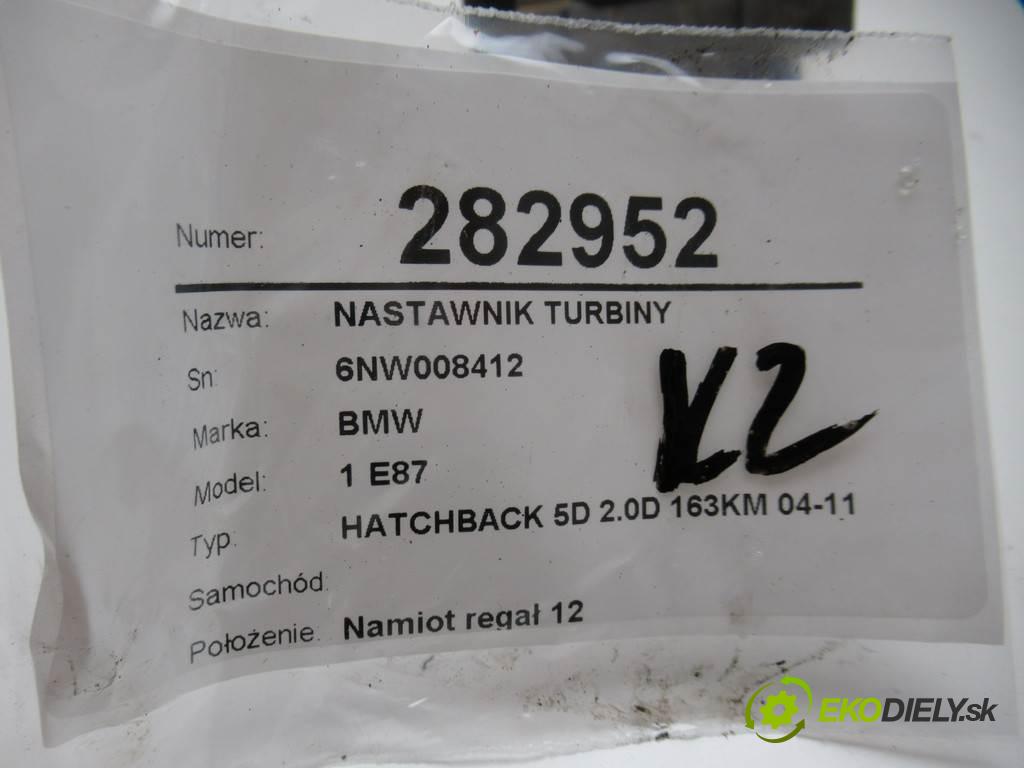 Numer: 282952
Nazwa: NASTAWNIK TURBINY
Sn: 6NW008412
Marka: BMW
Model: 1 E87
Typ: HATCHBACK 5D 2.0D 163KM 04-11
Samochód:
Położenie: Namiot regał 12
EKODIELY.sk